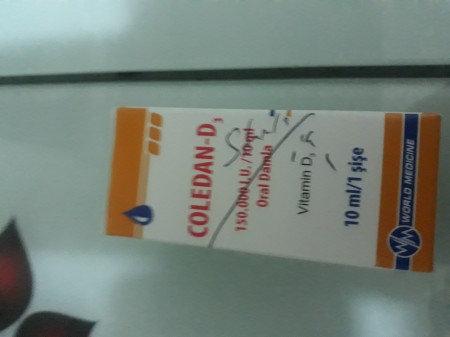 COLEDAN-D3
150.000 I.U. / 10 ml
Oral Damla
Vitamin D3
10 ml/1 şişe
WORLD MEDICINE